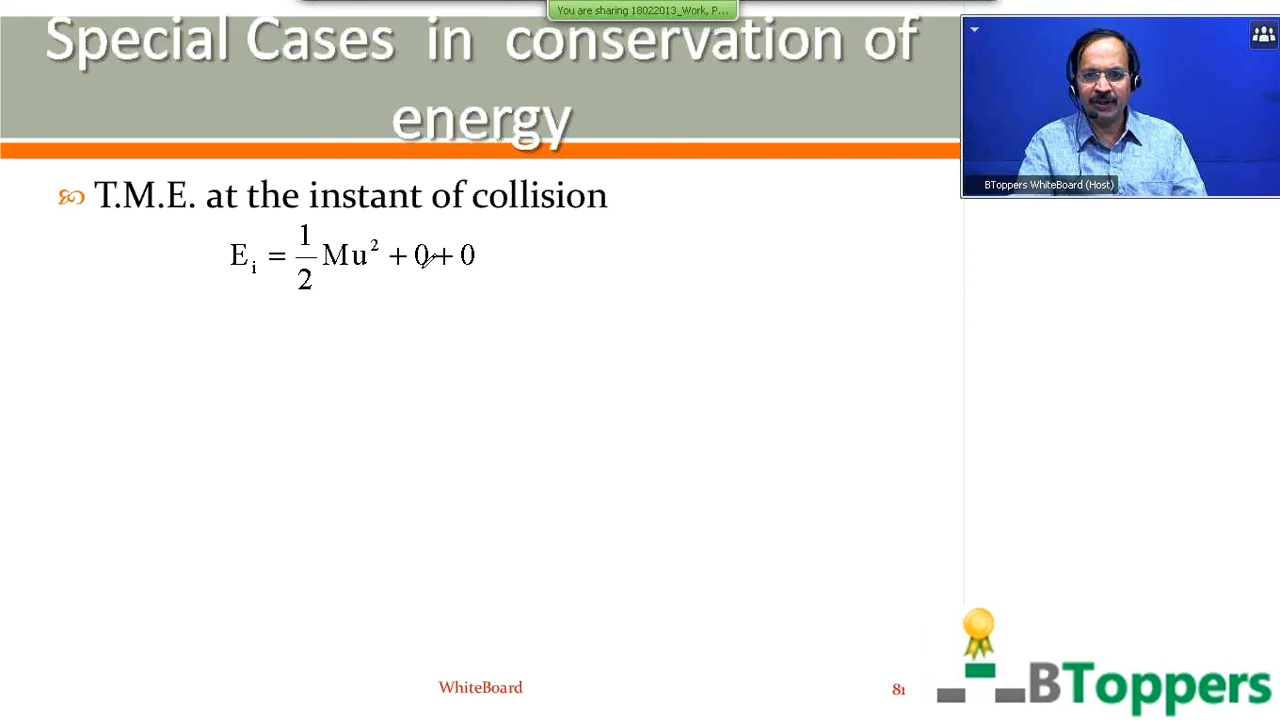 You are sharing 18022013_Work, P...
Special Cases in conservation of
energy
BToppers WhiteBoard (Host)
T.M.E. at the instant of collision
E_i = 1/2 Mu² + 0 + 0
WhiteBoard
81
BToppers